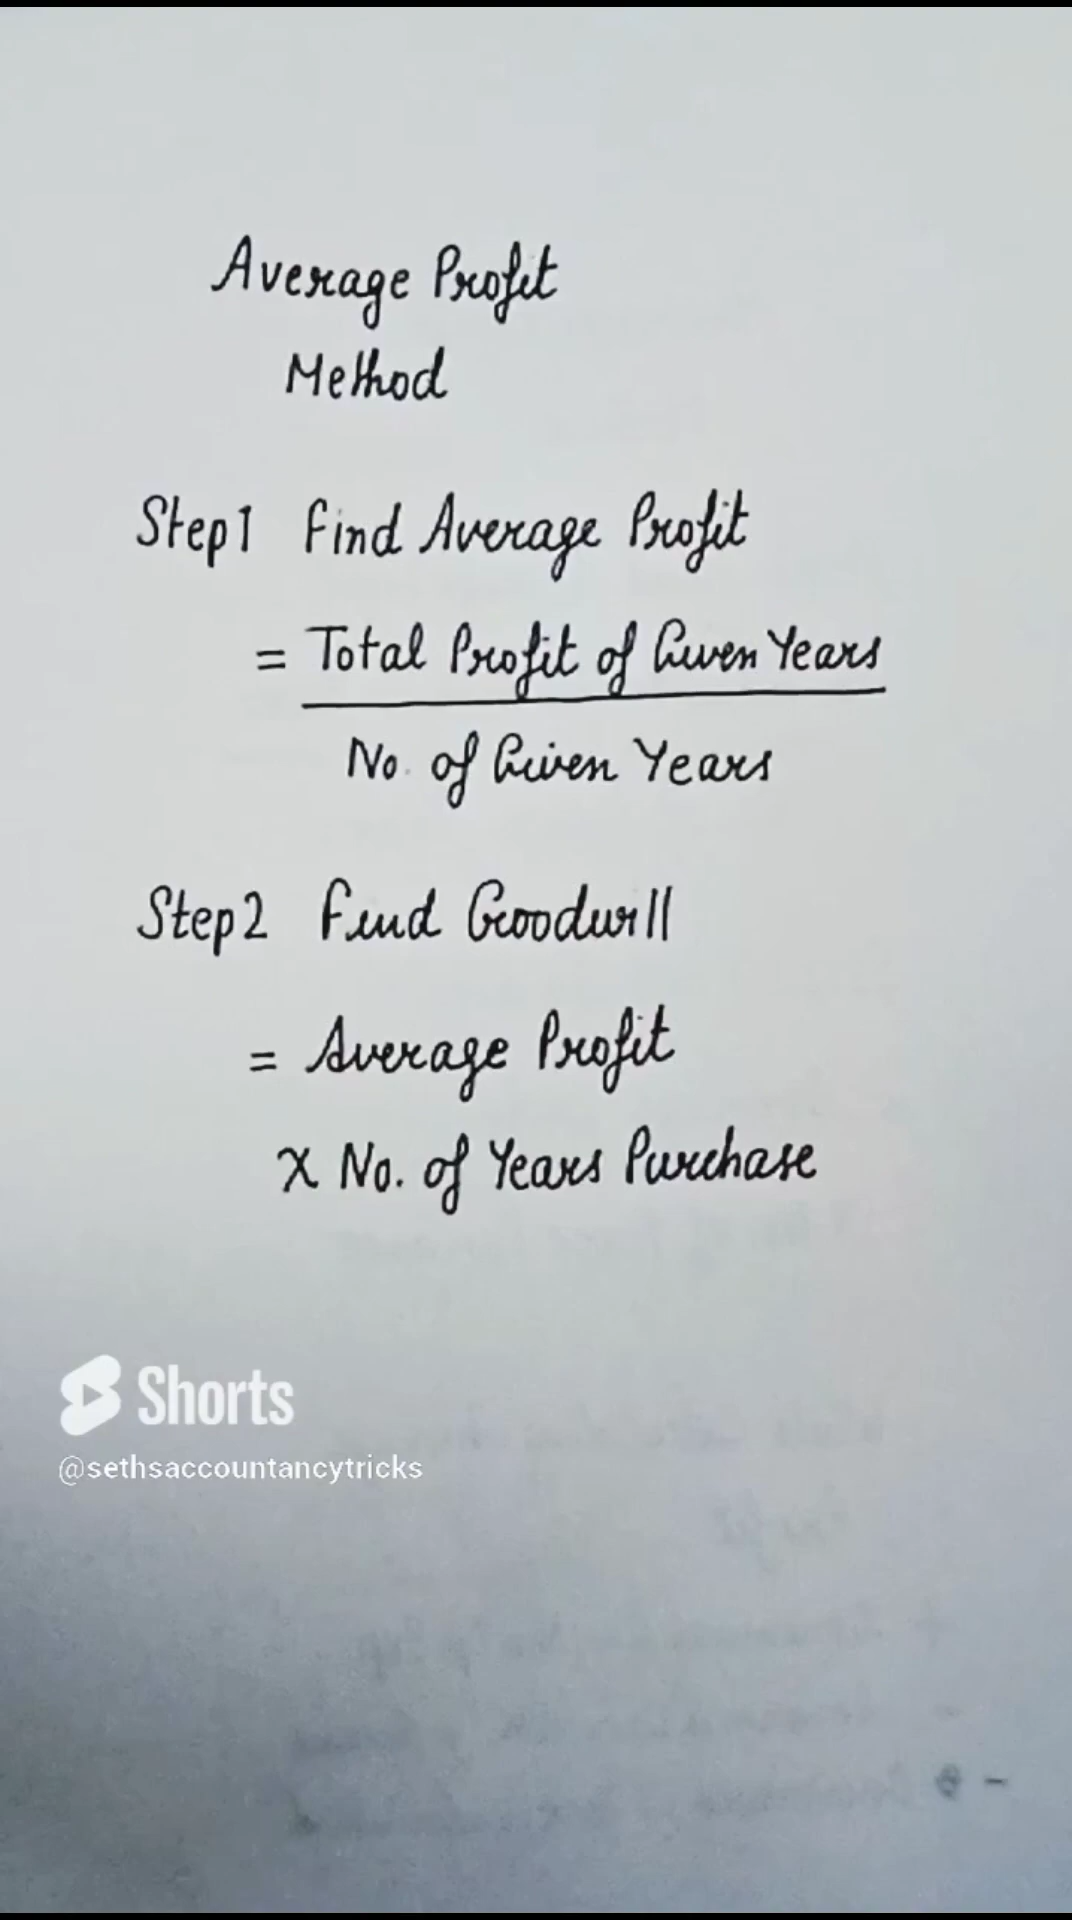 Average Profit
Method
Step1 Find Average Profit
= Total Profit of Given Years
No. of Given Years
Step2 Find Goodwill
= Average Profit
x No. of Years Purchase
Shorts
@sethsaccountancytricks